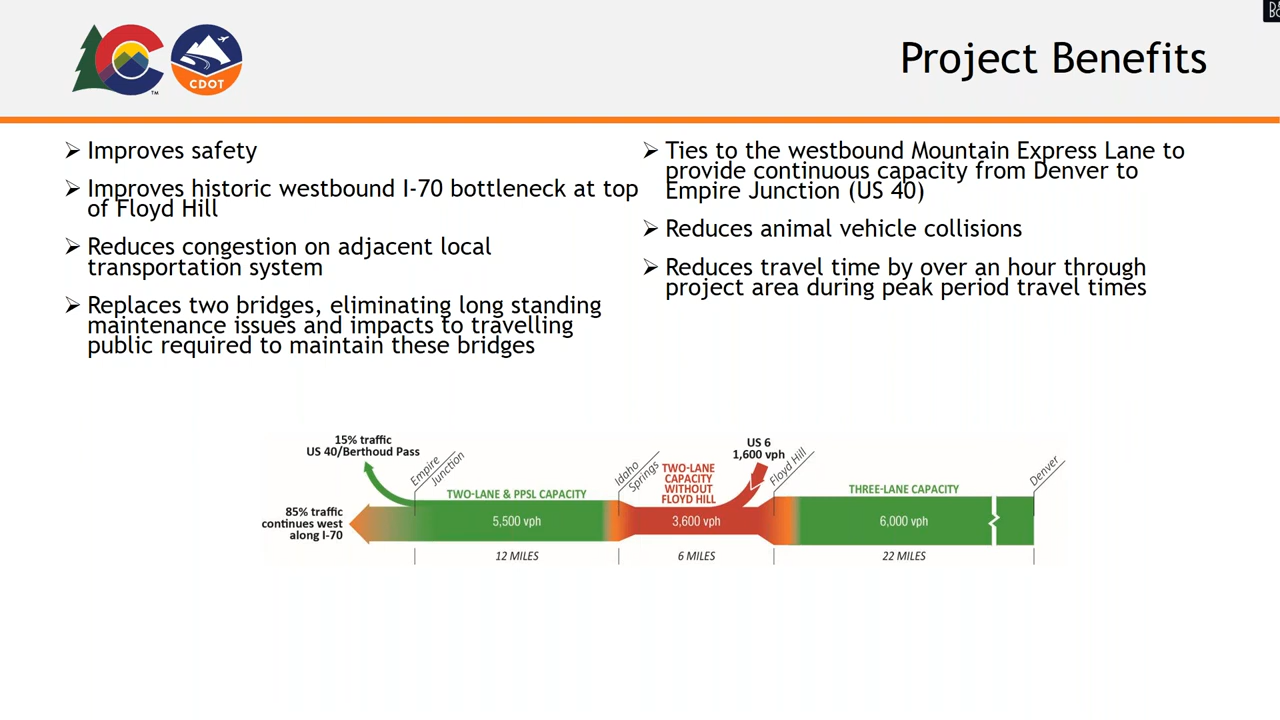 CDOT
TM
Project Benefits
➢ Improves safety
➢ Improves historic westbound I-70 bottleneck at top
of Floyd Hill
➢ Reduces congestion on adjacent local
transportation system
➢ Replaces two bridges, eliminating long standing
maintenance issues and impacts to travelling
public required to maintain these bridges
➢ Ties to the westbound Mountain Express Lane to
provide continuous capacity from Denver to
Empire Junction (US 40)
➢ Reduces animal vehicle collisions
➢ Reduces travel time by over an hour through
project area during peak period travel times
15% traffic
US 40/Berthoud Pass
Empire
Junction
Idaho
Springs
TWO-LANE
CAPACITY
WITHOUT
FLOYD HILL
US 6
1,600 vph
Floyd Hill
Denver
TWO-LANE & PPSL CAPACITY
THREE-LANE CAPACITY
85% traffic
continues west
along I-70
5,500 vph
3,600 vph
6,000 vph
12 MILES
6 MILES
22 MILES